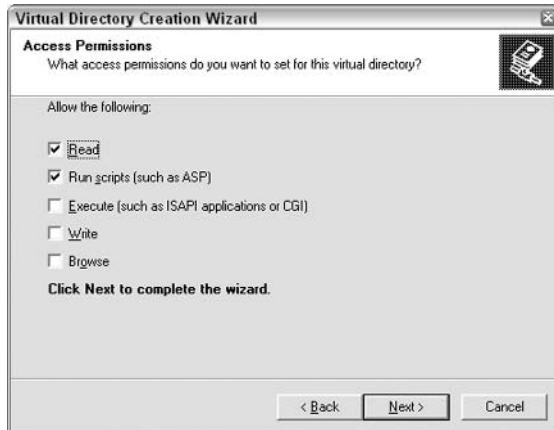 Virtual Directory Creation Wizard
Access Permissions
What access permissions do you want to set for this virtual directory?
Allow the following:
Read
Run scripts (such as ASP)
Execute (such as ISAPI applications or CGI)
Write
Browse
Click Next to complete the wizard.
< Back Next > Cancel